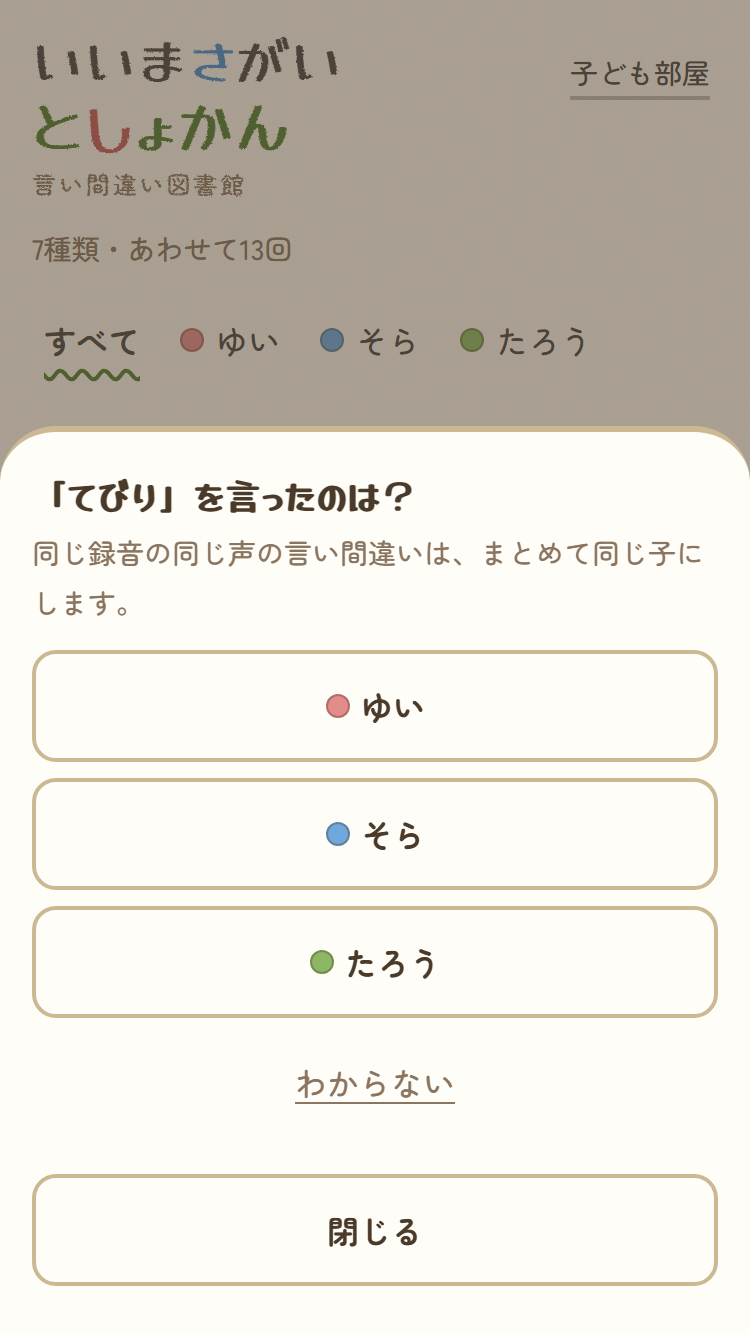 いいまさがい
としょかん
言い間違い図書館
子ども部屋
7種類・あわせて13回
すべて ゆい そら たろう
「てびり」を言ったのは？
同じ録音の同じ声の言い間違いは、まとめて同じ子に
します。
ゆい
そら
たろう
わからない
閉じる